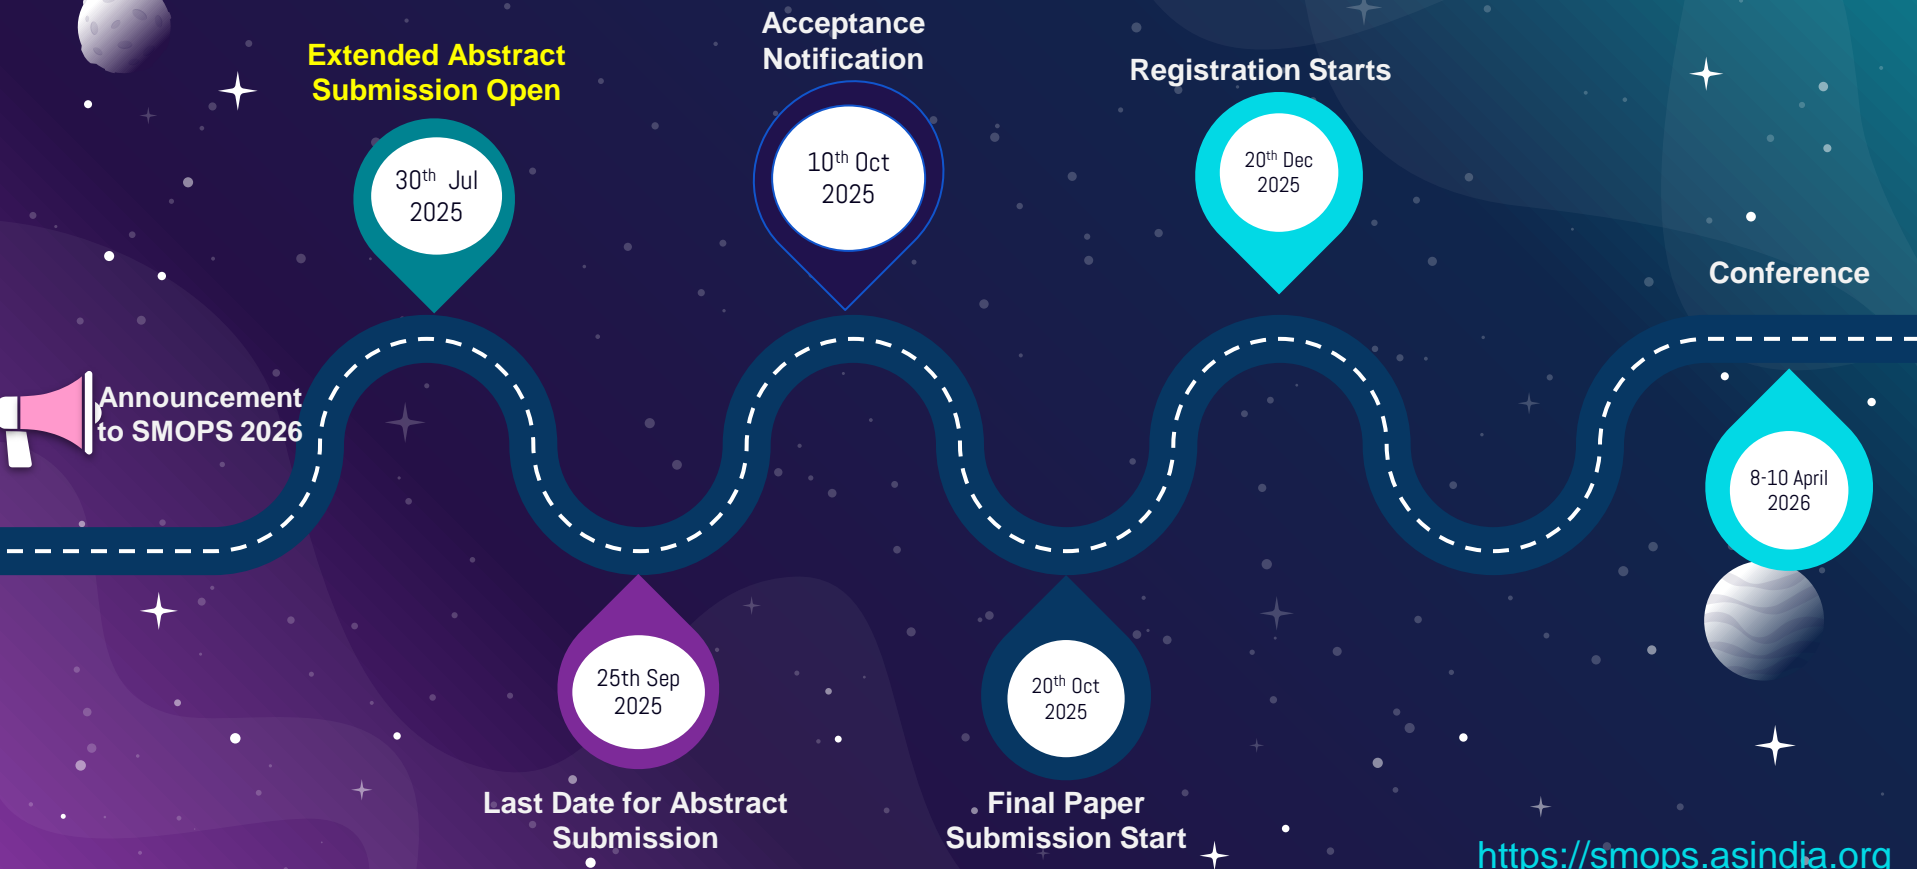 Announcement
to SMOPS 2026
Extended Abstract
Submission Open
30th Jul
2025
25th Sep
2025
Last Date for Abstract
Submission
Acceptance
Notification
10th Oct
2025
20th Oct
2025
Final Paper
Submission Start
Registration Starts
20th Dec
2025
Conference
8-10 April
2026
https://smops.asindia.org